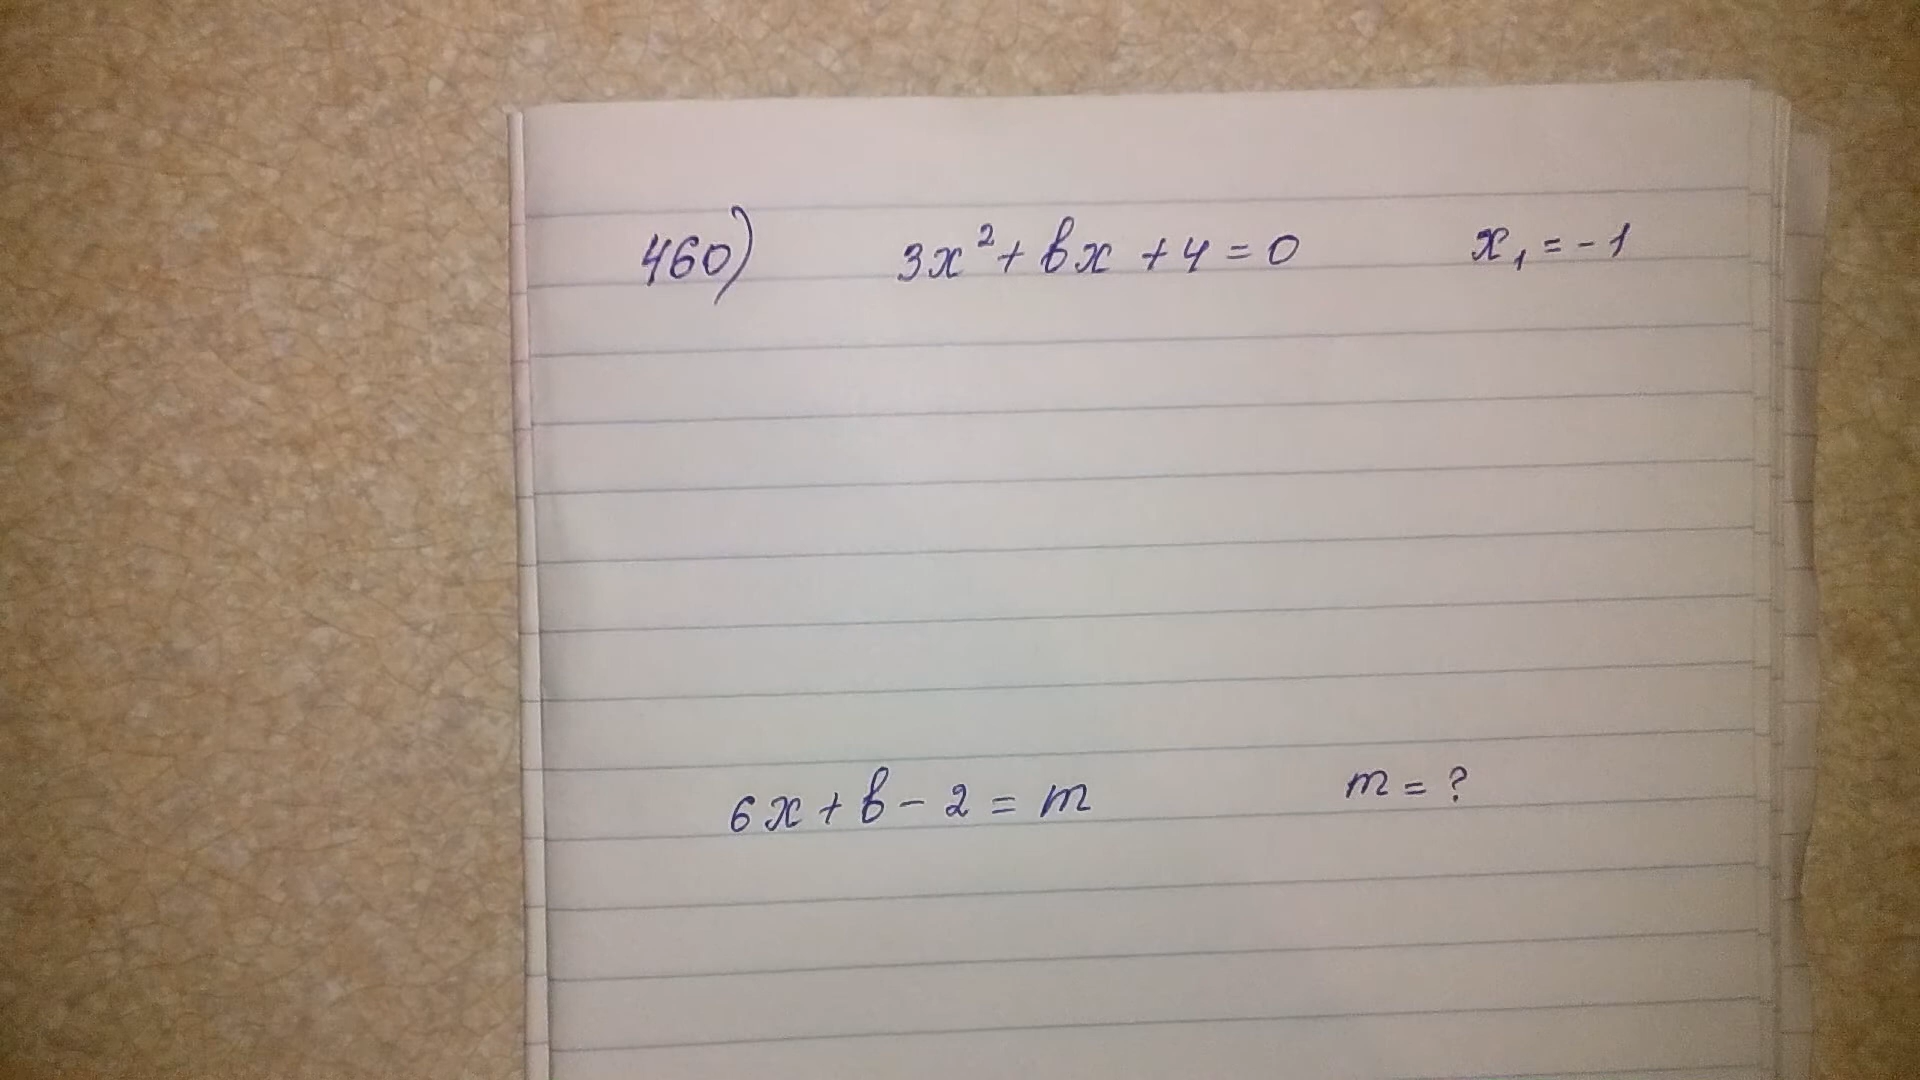 460) 3x² + bx + 4 = 0 x₁ = -1
6x + b - 2 = m m = ?